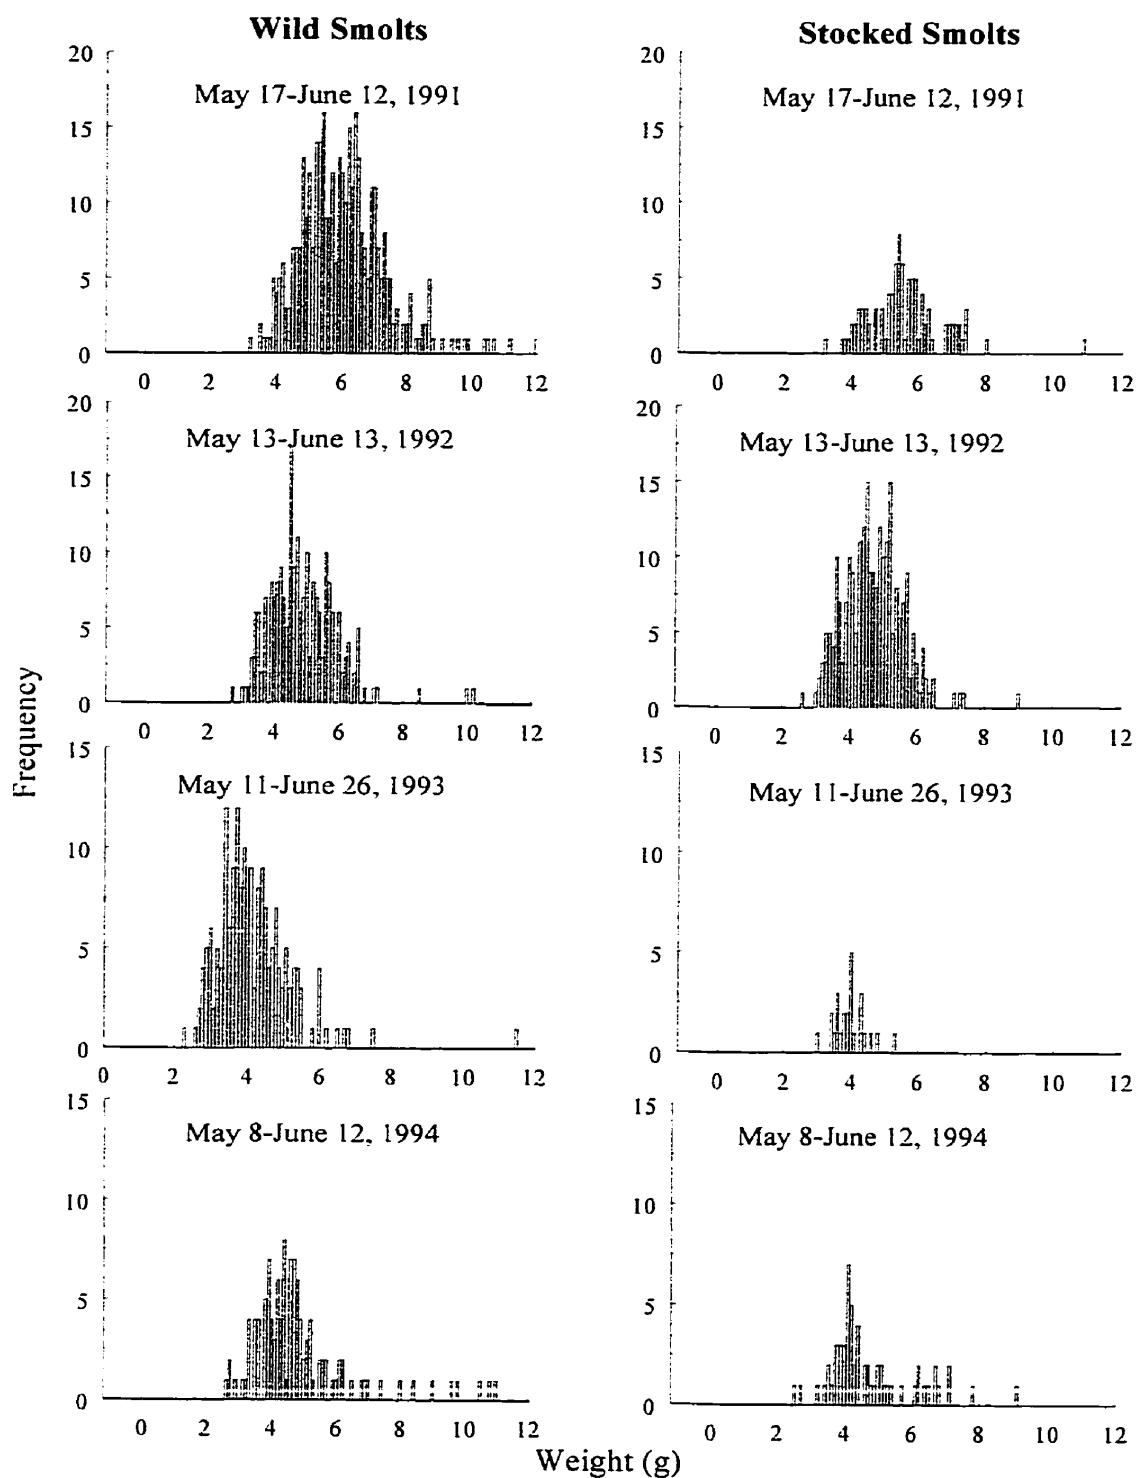 Wild Smolts
Stocked Smolts
20
15
10
5
0
May 17-June 12, 1991
0 2 4 6 8 10 12
20
15
10
5
0
May 17-June 12, 1991
0 2 4 6 8 10 12
20
15
10
5
0
May 13-June 13, 1992
0 2 4 6 8 10 12
20
15
10
5
0
May 13-June 13, 1992
0 2 4 6 8 10 12
Frequency
15
10
5
0
May 11-June 26, 1993
0 2 4 6 8 10 12
15
10
5
0
May 11-June 26, 1993
0 2 4 6 8 10 12
15
10
5
0
May 8-June 12, 1994
0 2 4 6 8 10 12
15
10
5
0
May 8-June 12, 1994
0 2 4 6 8 10 12
Weight (g)